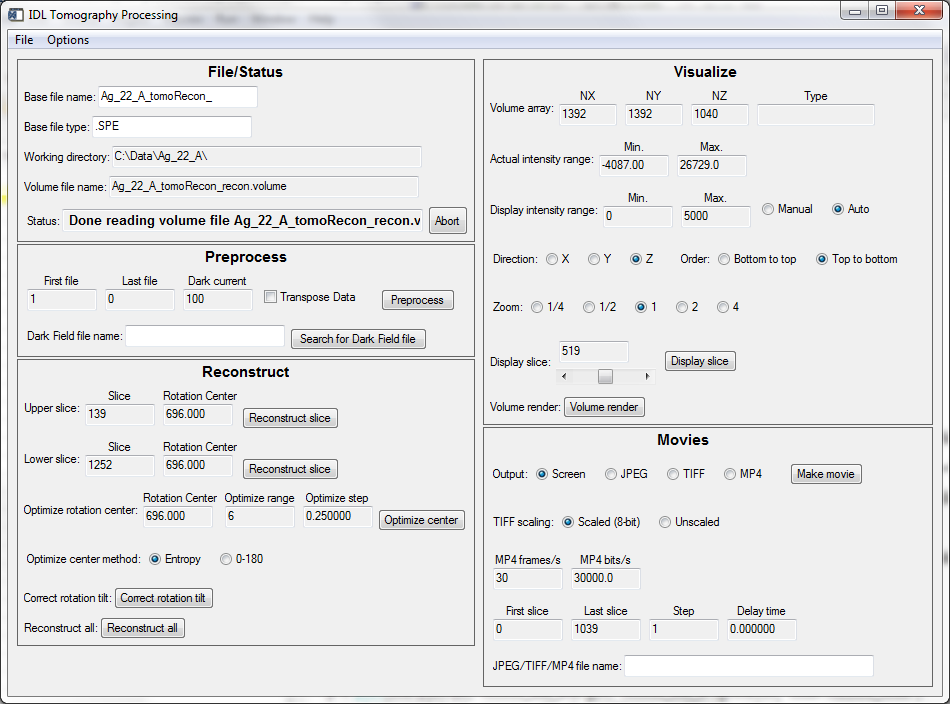 IDL Tomography Processing
File Options
File/Status
Base file name: Ag_22_A_tomoRecon_
Base file type: .SPE
Working directory: C:\Data\Ag_22_A\
Volume file name: Ag_22_A_tomoRecon_recon.volume
Status: Done reading volume file Ag_22_A_tomoRecon_recon.v Abort
Preprocess
First file Last file Dark current
1 0 100 Transpose Data Preprocess
Dark Field file name: Search for Dark Field file
Reconstruct
Slice Rotation Center
Upper slice: 139 696.000 Reconstruct slice
Slice Rotation Center
Lower slice: 1252 696.000 Reconstruct slice
Rotation Center Optimize range Optimize step
Optimize rotation center: 696.000 6 0.250000 Optimize center
Optimize center method: Entropy 0-180
Correct rotation tilt: Correct rotation tilt
Reconstruct all: Reconstruct all
Visualize
NX NY NZ Type
Volume array: 1392 1392 1040
Min. Max.
Actual intensity range: -4087.00 26729.0
Min. Max.
Display intensity range: 0 5000 Manual Auto
Direction: X Y Z Order: Bottom to top Top to bottom
Zoom: 1/4 1/2 1 2 4
Display slice: 519 Display slice
Volume render: Volume render
Movies
Output: Screen JPEG TIFF MP4 Make movie
TIFF scaling: Scaled (8-bit) Unscaled
MP4 frames/s MP4 bits/s
30 30000.0
First slice Last slice Step Delay time
0 1039 1 0.000000
JPEG/TIFF/MP4 file name: